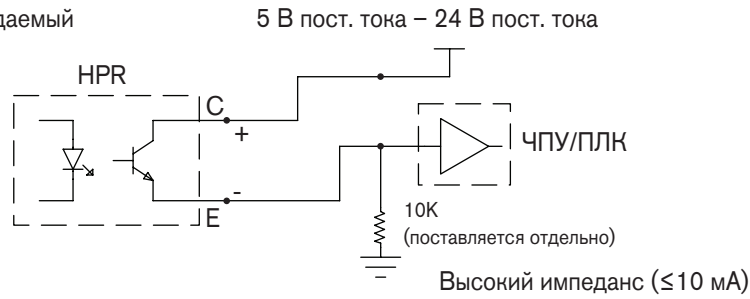 даемый
5 В пост. тока – 24 В пост. тока
HPR
C
+
ЧПУ/ПЛК
-
E
10K
(поставляется отдельно)
Высокий импеданс (≤10 мА)